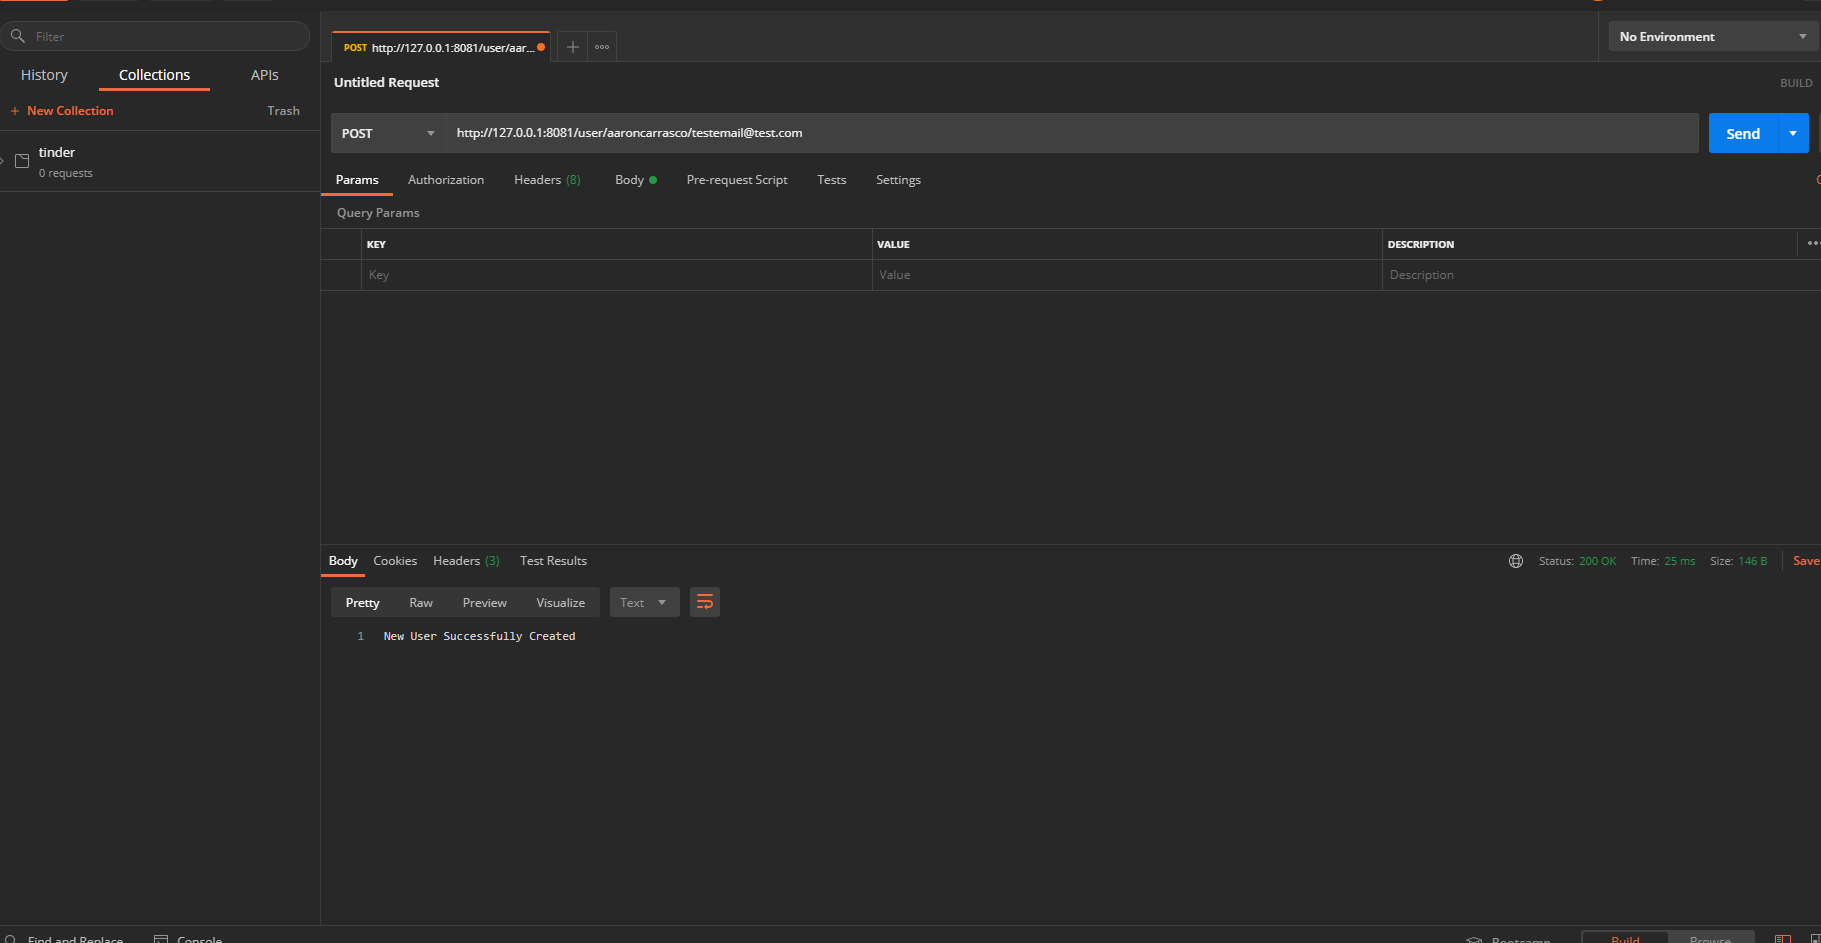 Filter
History Collections APIs
+ New Collection Trash
tinder
0 requests
POST http://127.0.0.1:8081/user/aar...
No Environment
Untitled Request
BUILD
POST http://127.0.0.1:8081/user/aaroncarrasco/testemail@test.com
Send
Params Authorization Headers (8) Body Pre-request Script Tests Settings
Query Params
KEY VALUE DESCRIPTION
Key Value Description
Body Cookies Headers (3) Test Results
Status: 200 OK Time: 25 ms Size: 146 B Save
Pretty Raw Preview Visualize Text
1 New User Successfully Created
Find and Replace Console
Bootcamp Build Browse